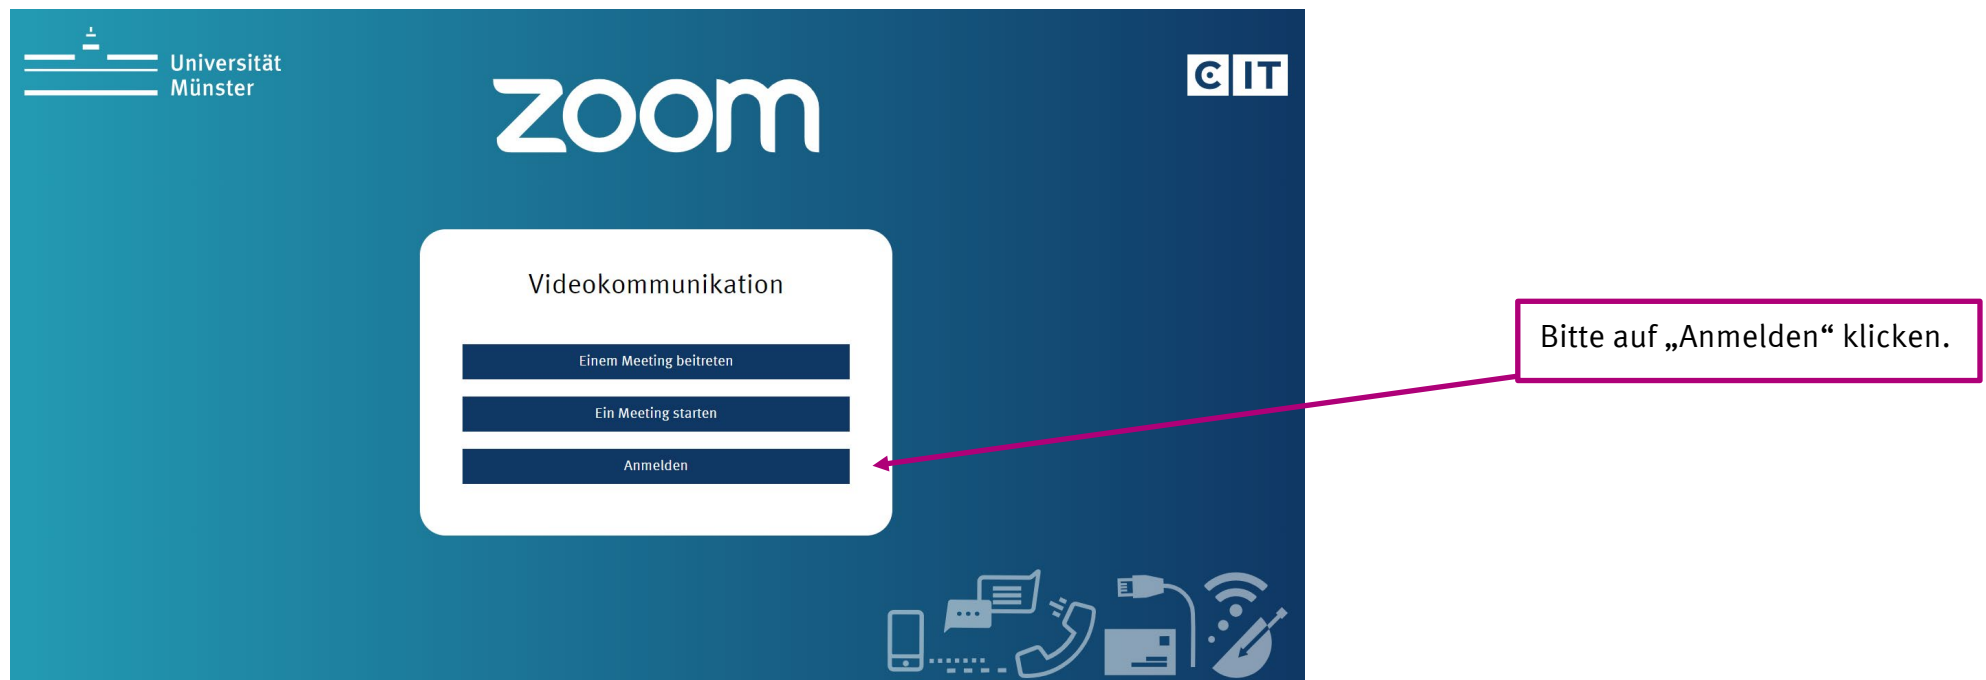 Universität
Münster
zoom
CIT
Videokommunikation
Einem Meeting beitreten
Ein Meeting starten
Anmelden
Bitte auf „Anmelden“ klicken.